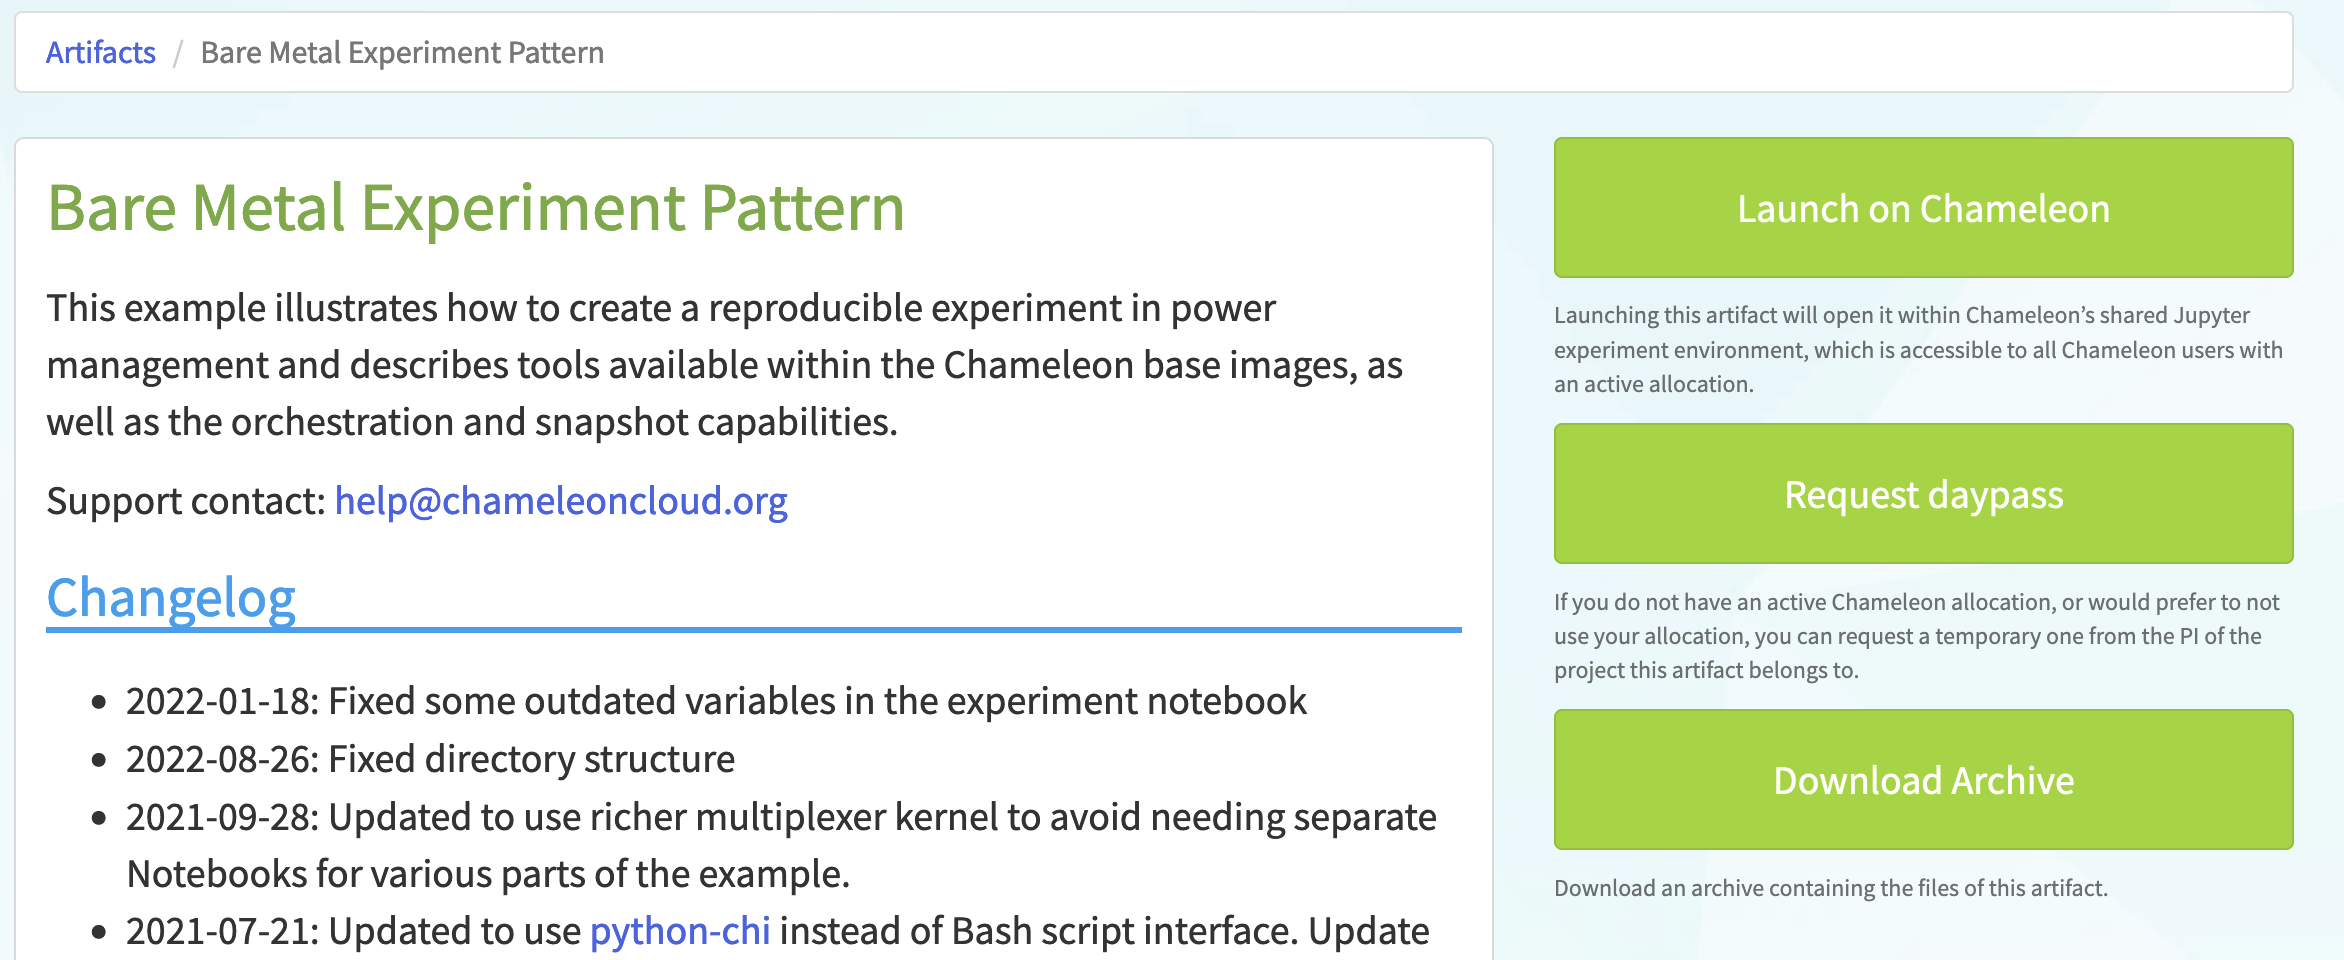 Artifacts / Bare Metal Experiment Pattern
Bare Metal Experiment Pattern
This example illustrates how to create a reproducible experiment in power
management and describes tools available within the Chameleon base images, as
well as the orchestration and snapshot capabilities.
Support contact: help@chameleoncloud.org
Changelog
• 2022-01-18: Fixed some outdated variables in the experiment notebook
• 2022-08-26: Fixed directory structure
• 2021-09-28: Updated to use richer multiplexer kernel to avoid needing separate
Notebooks for various parts of the example.
• 2021-07-21: Updated to use python-chi instead of Bash script interface. Update
Launch on Chameleon
Launching this artifact will open it within Chameleon’s shared Jupyter
experiment environment, which is accessible to all Chameleon users with
an active allocation.
Request daypass
If you do not have an active Chameleon allocation, or would prefer to not
use your allocation, you can request a temporary one from the PI of the
project this artifact belongs to.
Download Archive
Download an archive containing the files of this artifact.